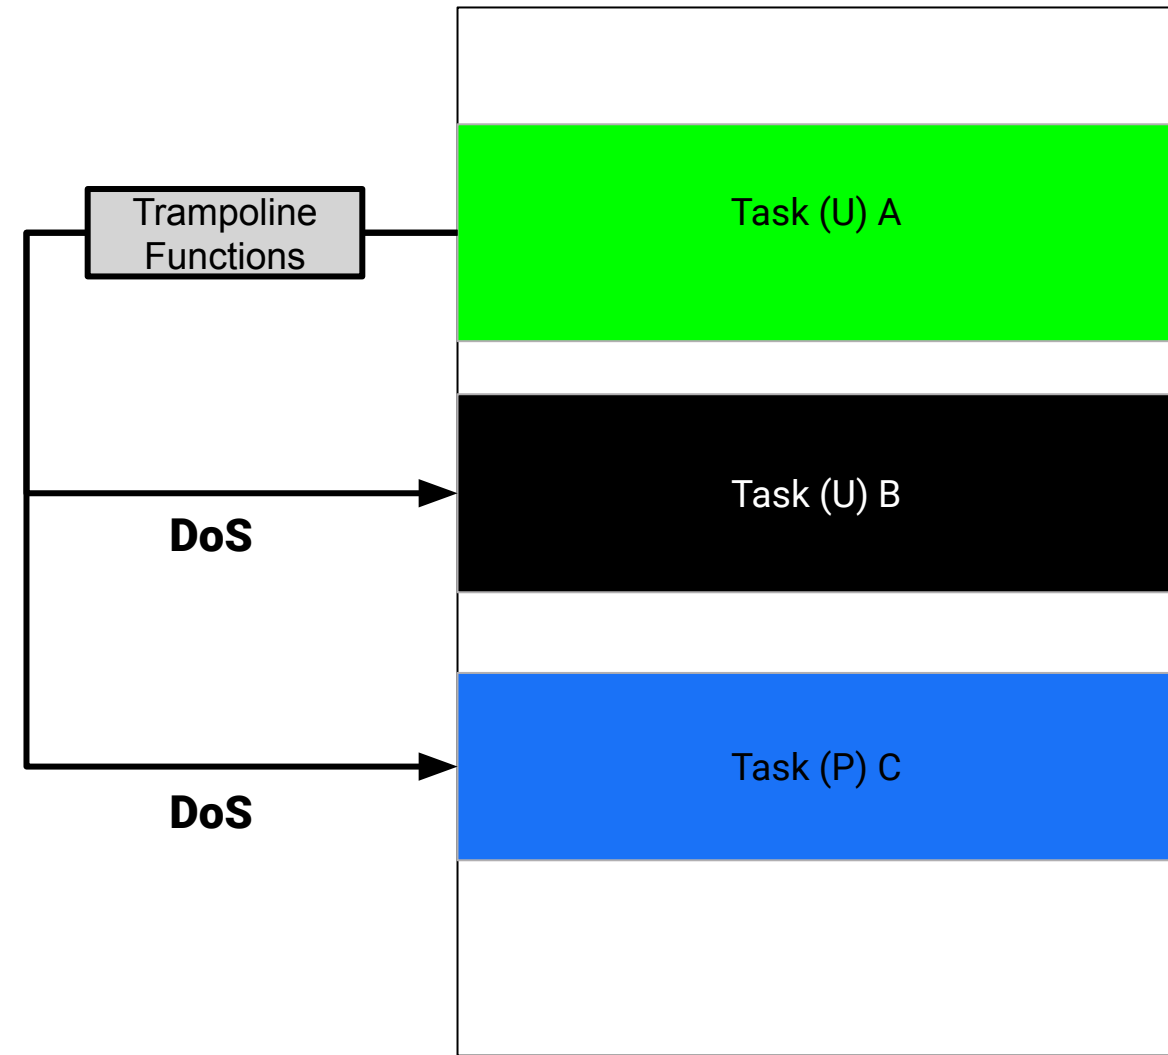 Task (U) A
Trampoline
Functions
Task (U) B
DoS
Task (P) C
DoS